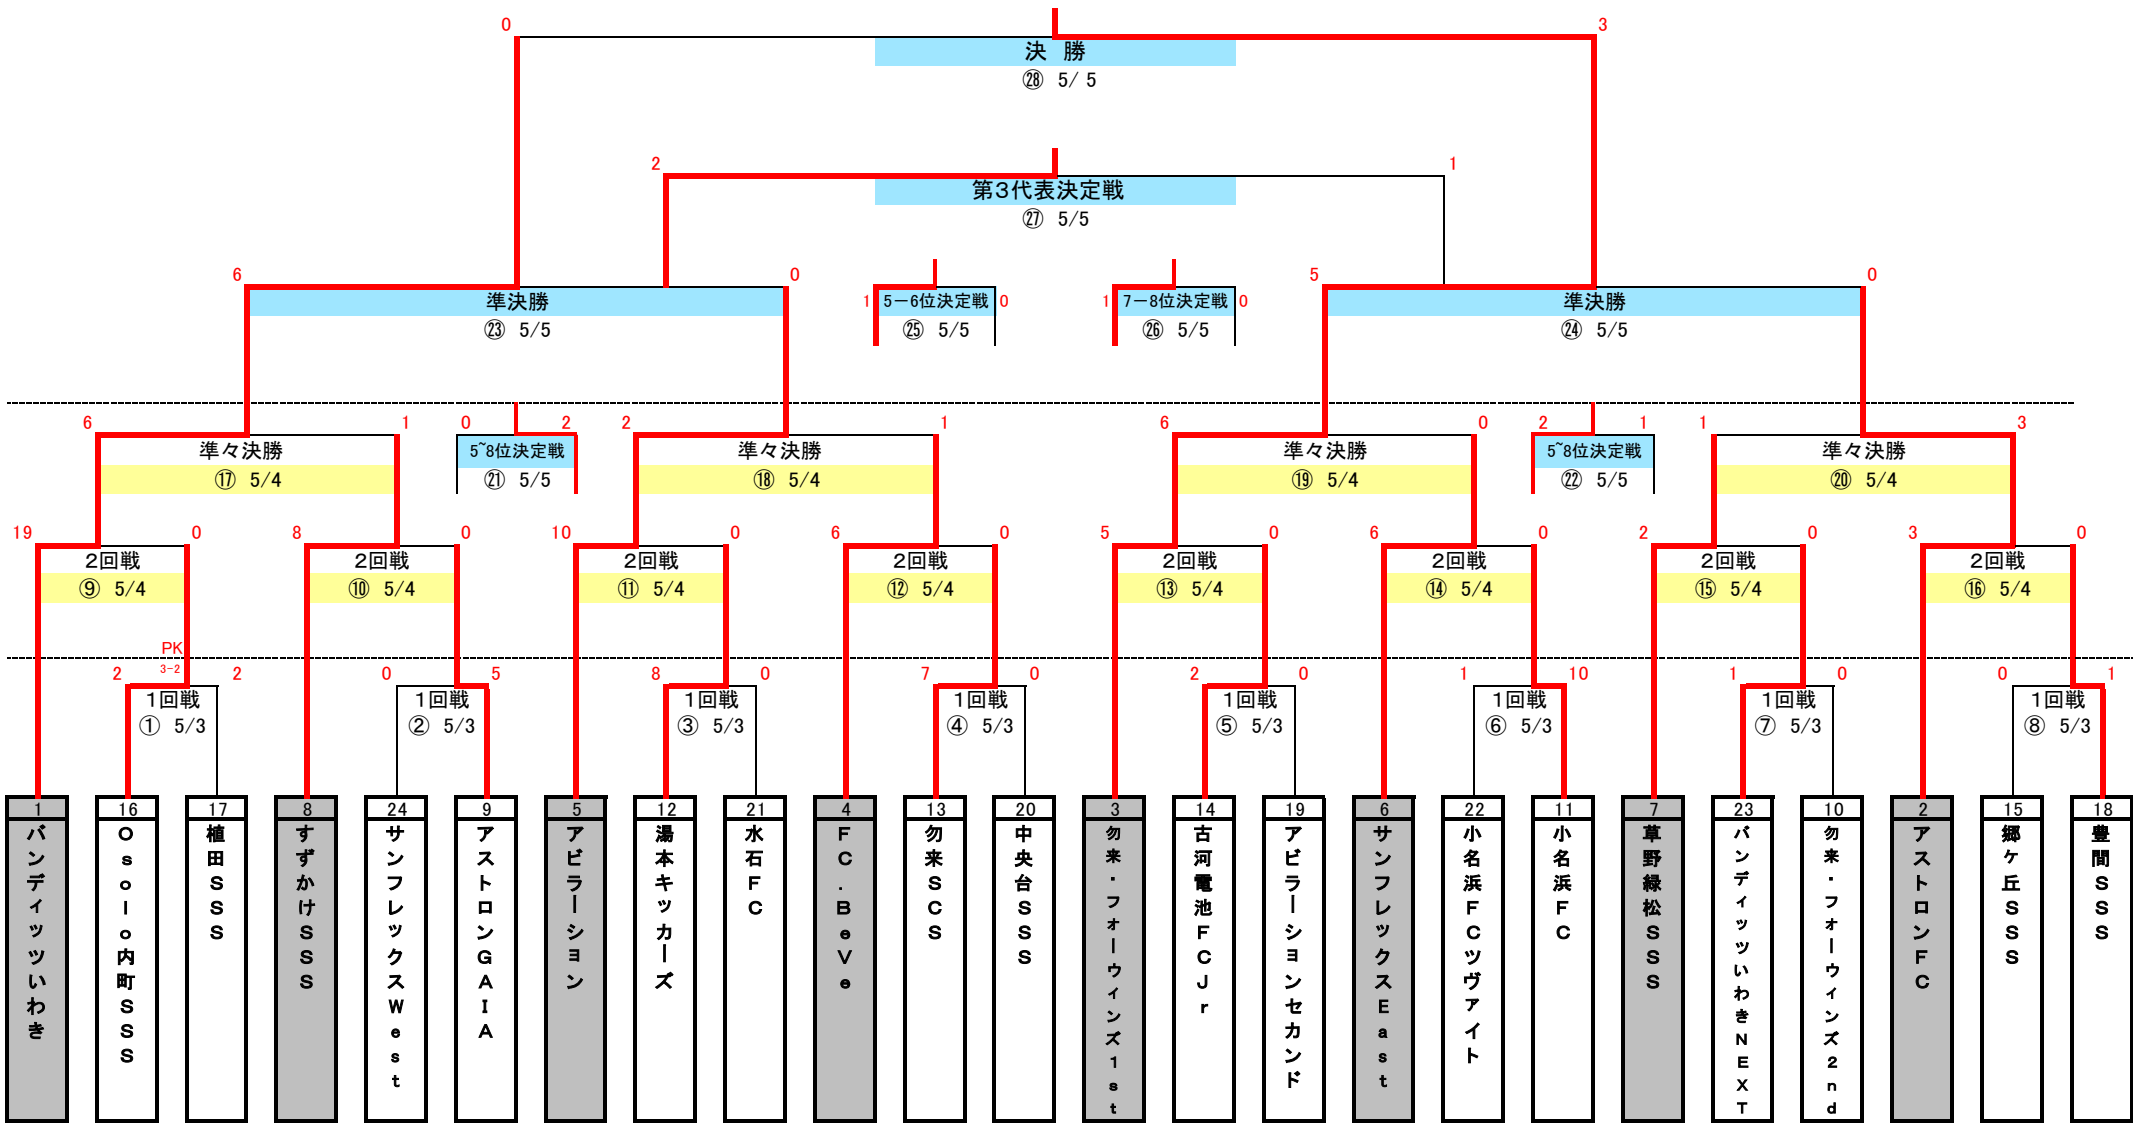 0
3
決 勝
㉘ 5/ 5
2
1
第3代表決定戦
㉗ 5/5
6
0
5
0
準決勝
1
5-6位決定戦
0
1
7-8位決定戦
0
準決勝
㉓ 5/5
㉕ 5/5
㉖ 5/5
㉔ 5/5
6
1
0
2
2
1
6
0
2
1
1
3
準々決勝
5~8位決定戦
準々決勝
準々決勝
5~8位決定戦
準々決勝
⑰ 5/4
㉑ 5/5
⑱ 5/4
⑲ 5/4
㉒ 5/5
⑳ 5/4
19
0
8
0
10
0
6
0
5
0
6
0
2
0
3
0
2回戦
2回戦
2回戦
2回戦
2回戦
2回戦
2回戦
2回戦
⑨ 5/4
⑩ 5/4
⑪ 5/4
⑫ 5/4
⑬ 5/4
⑭ 5/4
⑮ 5/4
⑯ 5/4
PK
3-2
2
2
0
5
8
0
7
0
2
0
1
10
1
0
0
1
1回戦
1回戦
1回戦
1回戦
1回戦
1回戦
1回戦
1回戦
① 5/3
② 5/3
③ 5/3
④ 5/3
⑤ 5/3
⑥ 5/3
⑦ 5/3
⑧ 5/3
1
バンディッツいわき
16
Osolo内町SSS
17
植田SSS
8
すずかけSSS
24
サンフレックスWest
9
アストロンGAIA
5
アビラーション
12
湯本キッカーズ
21
水石FC
4
FC.BeVe
13
勿来SCS
20
中央台SSS
3
勿来・フォーウィンズ1st
14
古河電池FCJr
19
アビラーションセカンド
6
サンフレックスEast
22
小名浜FCツヴァイト
11
小名浜FC
7
草野緑松SSS
23
バンディッツいわきNEXT
10
勿来・フォーウィンズ2nd
2
アストロンFC
15
郷ケ丘SSS
18
豊間SSS